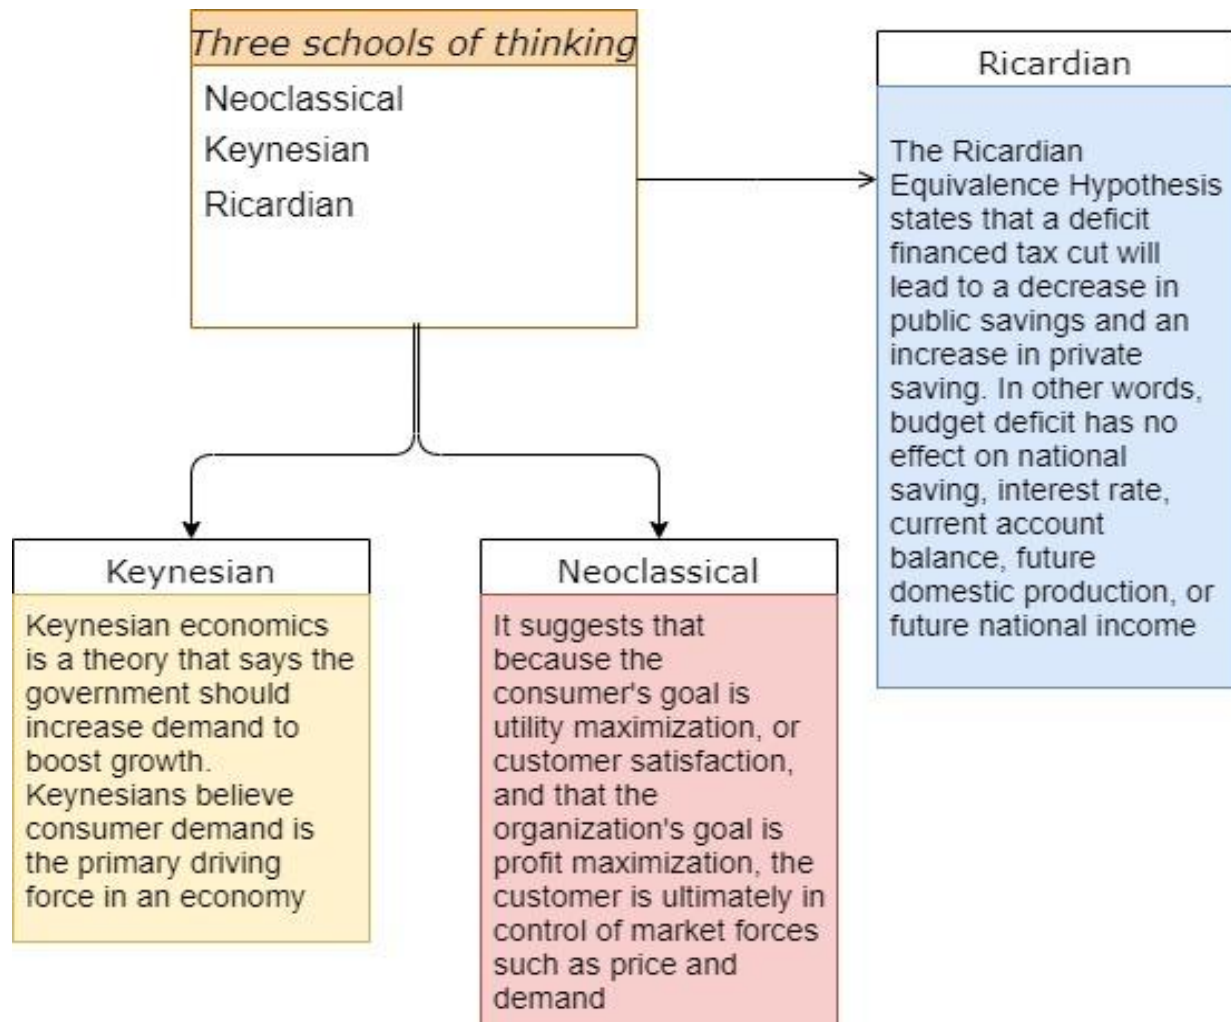 Three schools of thinking
Neoclassical
Keynesian
Ricardian
Ricardian
The Ricardian
Equivalence Hypothesis
states that a deficit
financed tax cut will
lead to a decrease in
public savings and an
increase in private
saving. In other words,
budget deficit has no
effect on national
saving, interest rate,
current account
balance, future
domestic production, or
future national income
Keynesian
Keynesian economics
is a theory that says the
government should
increase demand to
boost growth.
Keynesians believe
consumer demand is
the primary driving
force in an economy
Neoclassical
It suggests that
because the
consumer's goal is
utility maximization, or
customer satisfaction,
and that the
organization's goal is
profit maximization, the
customer is ultimately in
control of market forces
such as price and
demand